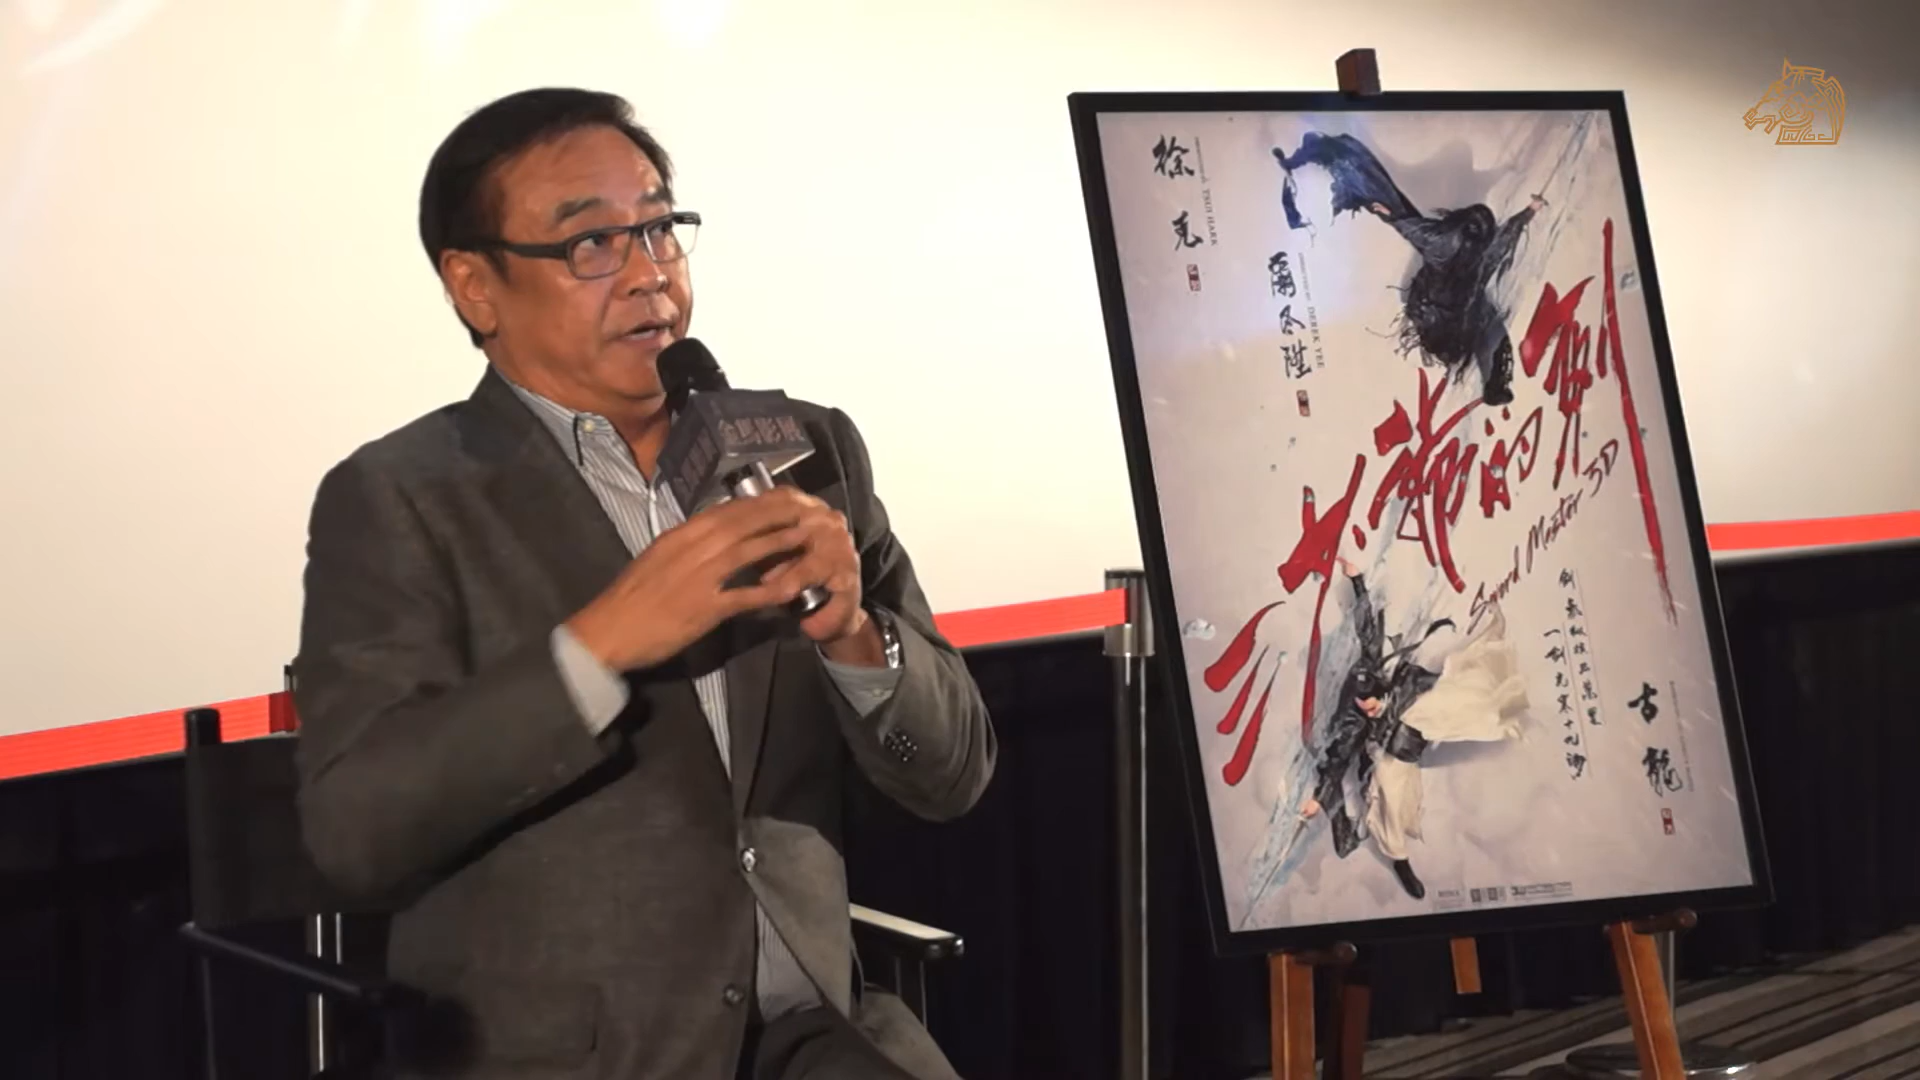 金馬影展
徐克
TSUI HARK
爾冬陞
DEREK YEE
三少爺的劍
Sword Master 3D
劍氣縱橫三萬里
一劍光寒十九洲
古龍